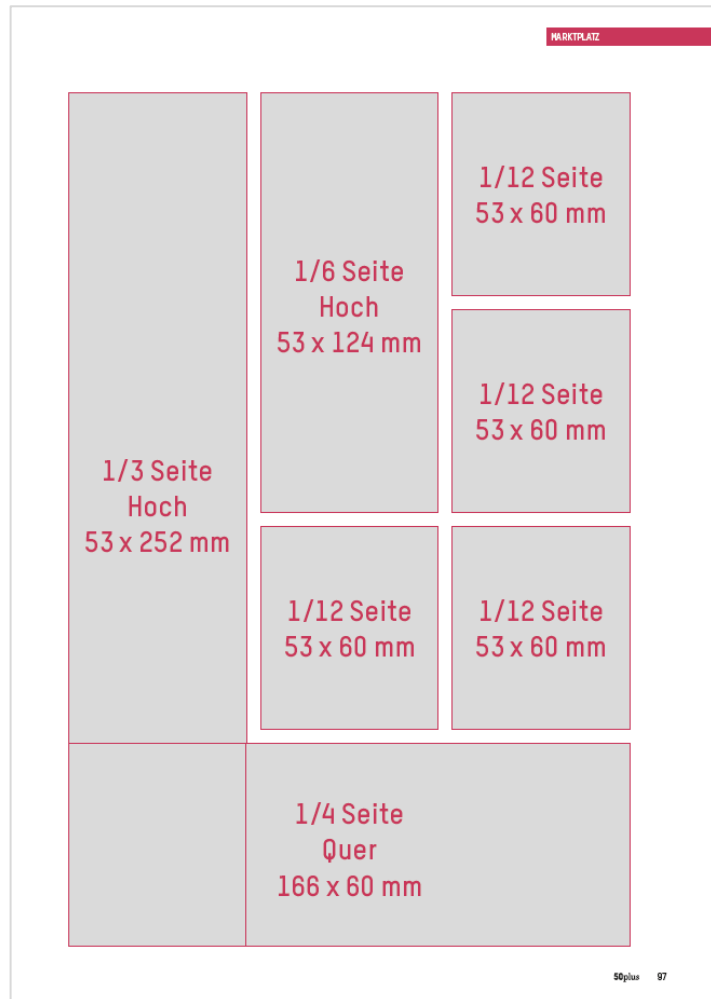 MARKTPLATZ
1/3 Seite
Hoch
53 x 252 mm
1/6 Seite
Hoch
53 x 124 mm
1/12 Seite
53 x 60 mm
1/12 Seite
53 x 60 mm
1/12 Seite
53 x 60 mm
1/12 Seite
53 x 60 mm
1/4 Seite
Quer
166 x 60 mm
50plus 97